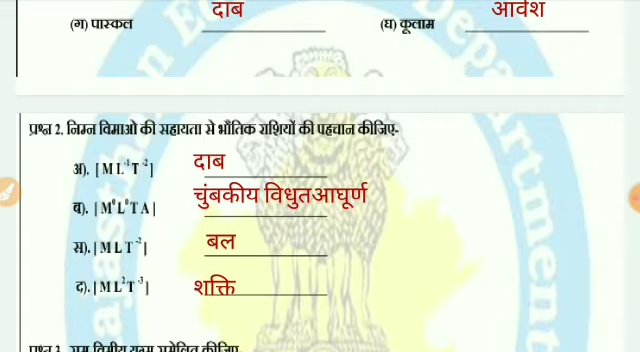 (ग) पास्कल दाब (घ) कूलाम आवेश
प्रश्न 2. निम्न विमाओ की सहायता से भौतिक राशियों की पहचान कीजिए-
अ). [ M L⁻¹ T⁻² ] दाब
ब). [ M⁰ L⁰ T A ] चुंबकीय विधुतआघूर्ण
स). [ M L T⁻² ] बल
द). [ M L² T⁻³ ] शक्ति